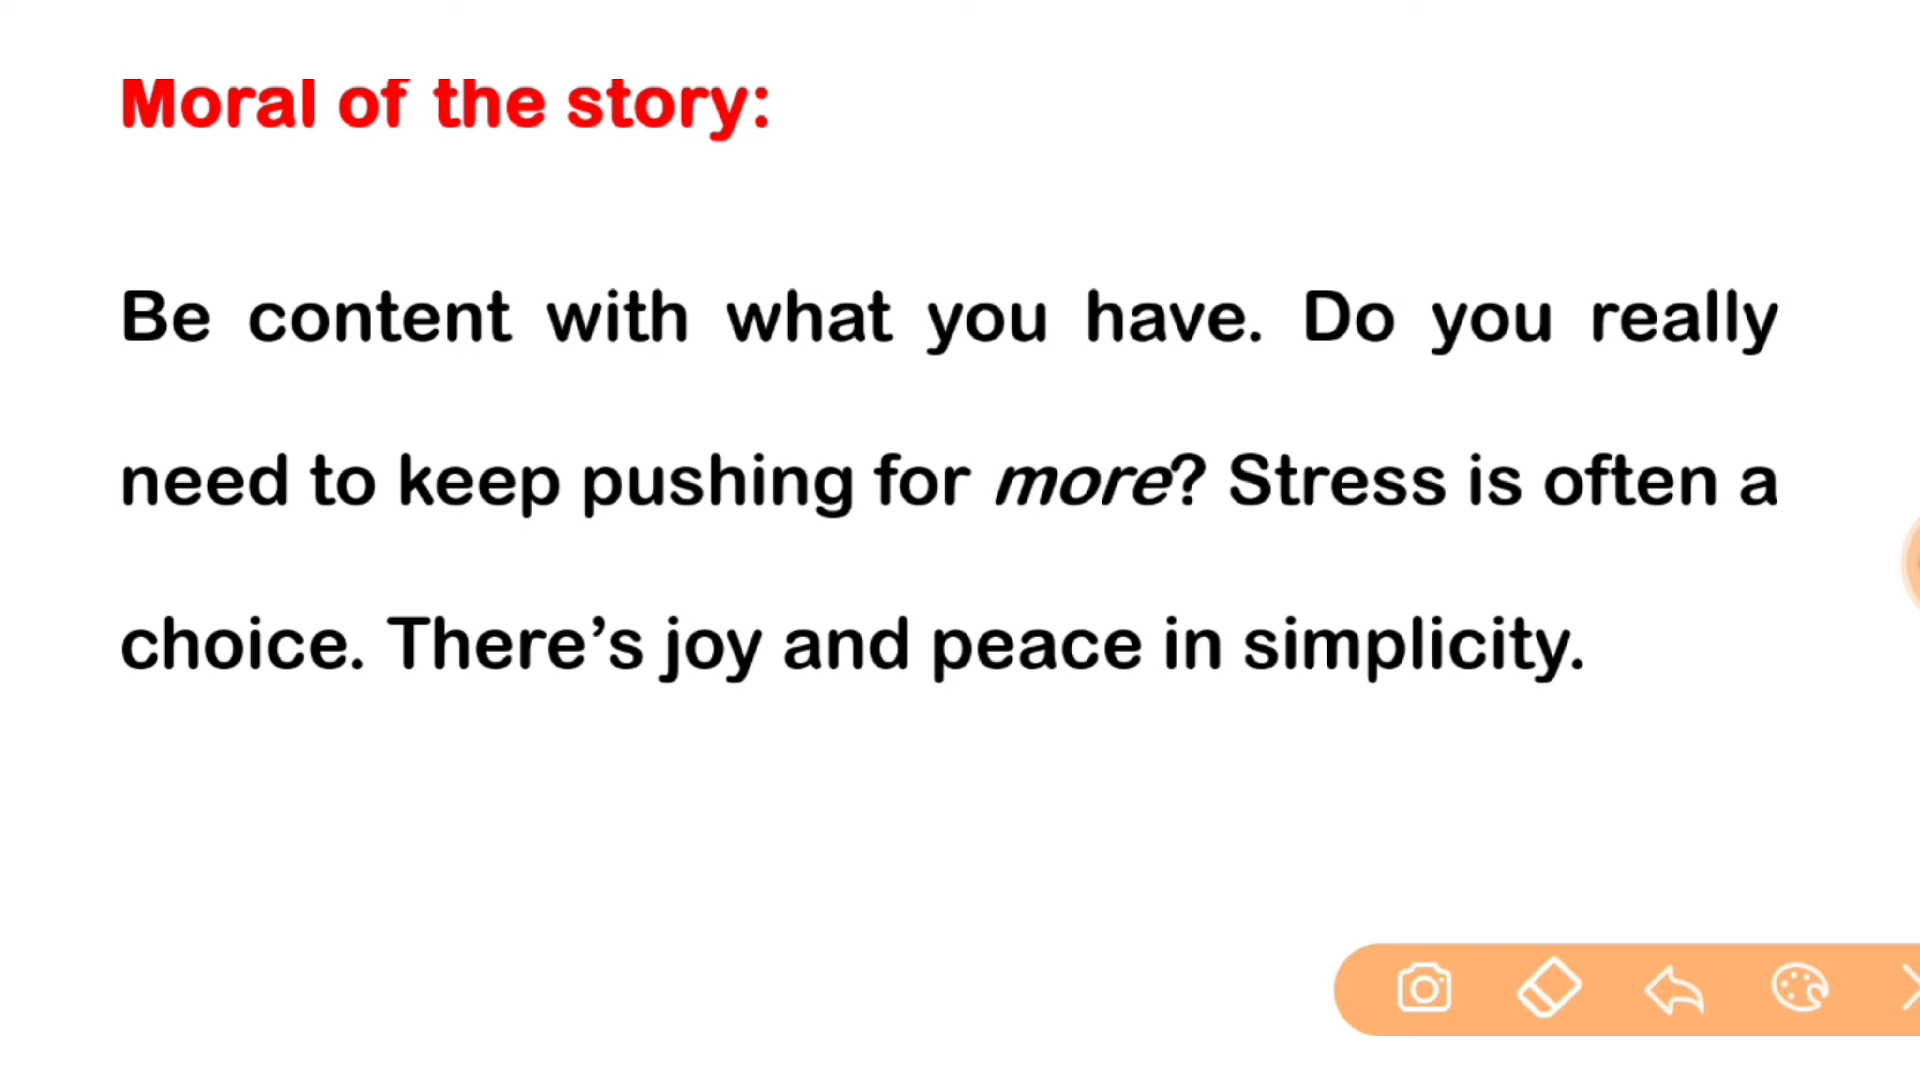 Moral of the story:
Be content with what you have. Do you really
need to keep pushing for more? Stress is often a
choice. There’s joy and peace in simplicity.